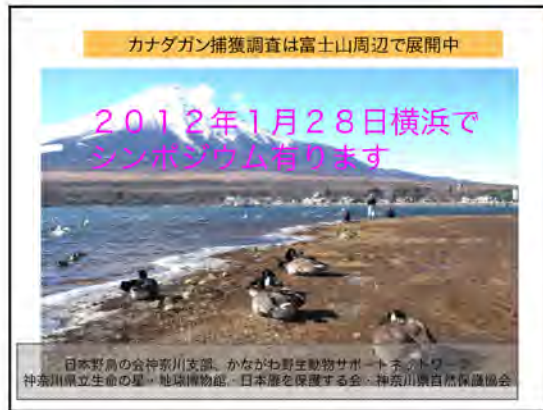 カナダガン捕獲調査は富士山周辺で展開中
２０１２年１月２８日横浜で
シンポジウム有ります
日本野鳥の会神奈川支部、かながわ野生動物サポートネットワーク
神奈川県立生命の星・地球博物館・日本雁を保護する会・神奈川県自然保護協会